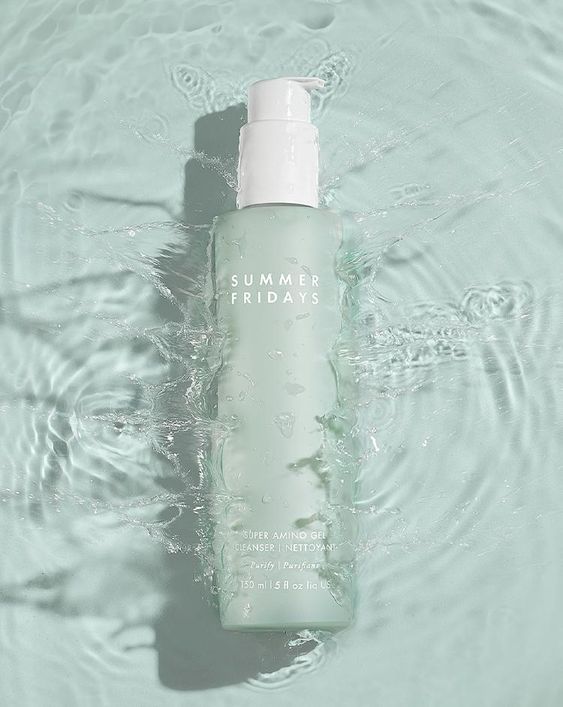 SUMMER
FRIDAYS
SUPER AMINO GEL
CLEANSER | NETTOYANT
Purify | Purifiant
150 ml | 5 fl oz liq US